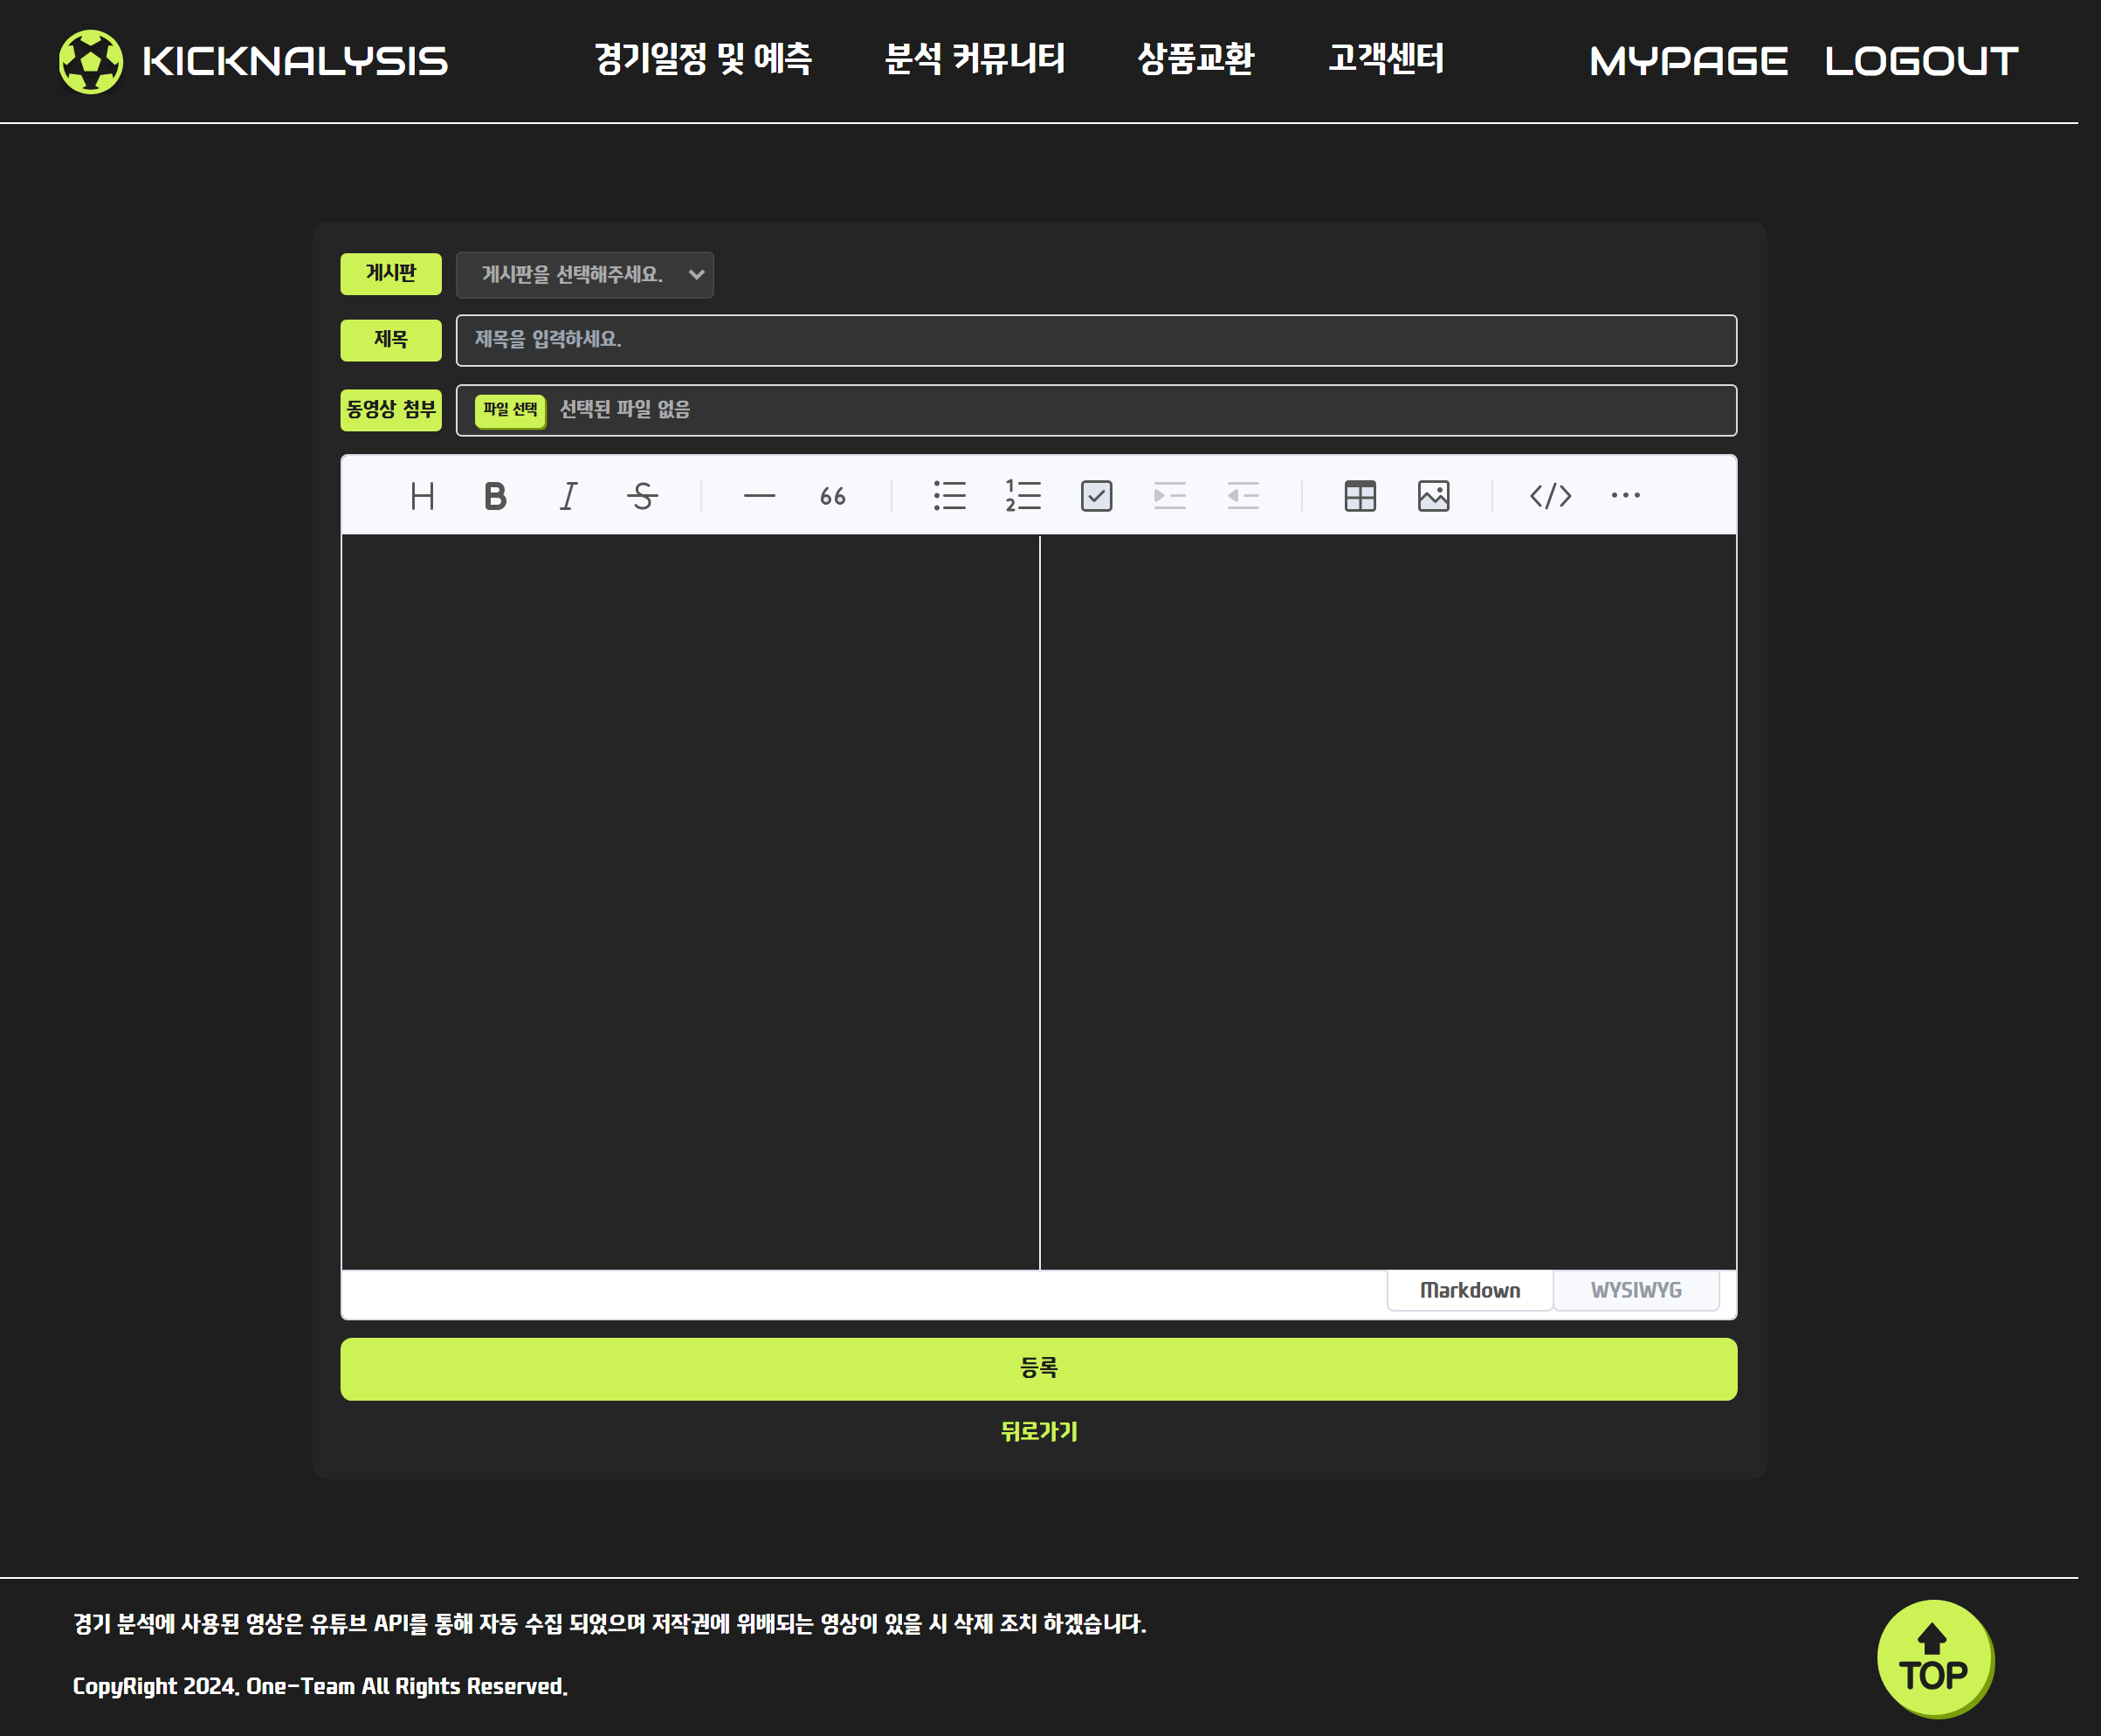 KICKNALYSIS 경기일정 및 예측 분석 커뮤니티 상품교환 고객센터 MYPAGE LOGOUT
게시판 게시판을 선택해주세요.
제목 제목을 입력하세요.
동영상 첨부 파일 선택 선택된 파일 없음
Markdown WYSIWYG
등록
뒤로가기
경기 분석에 사용된 영상은 유튜브 API를 통해 자동 수집 되었으며 저작권에 위배되는 영상이 있을 시 삭제 조치 하겠습니다.
TOP
CopyRight 2024. One-Team All Rights Reserved.